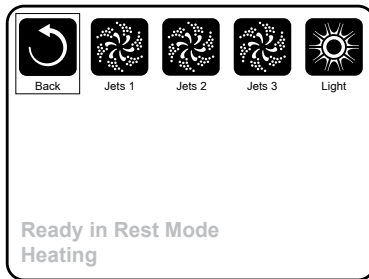 Back
Jets 1
Jets 2
Jets 3
Light
Ready in Rest Mode
Heating